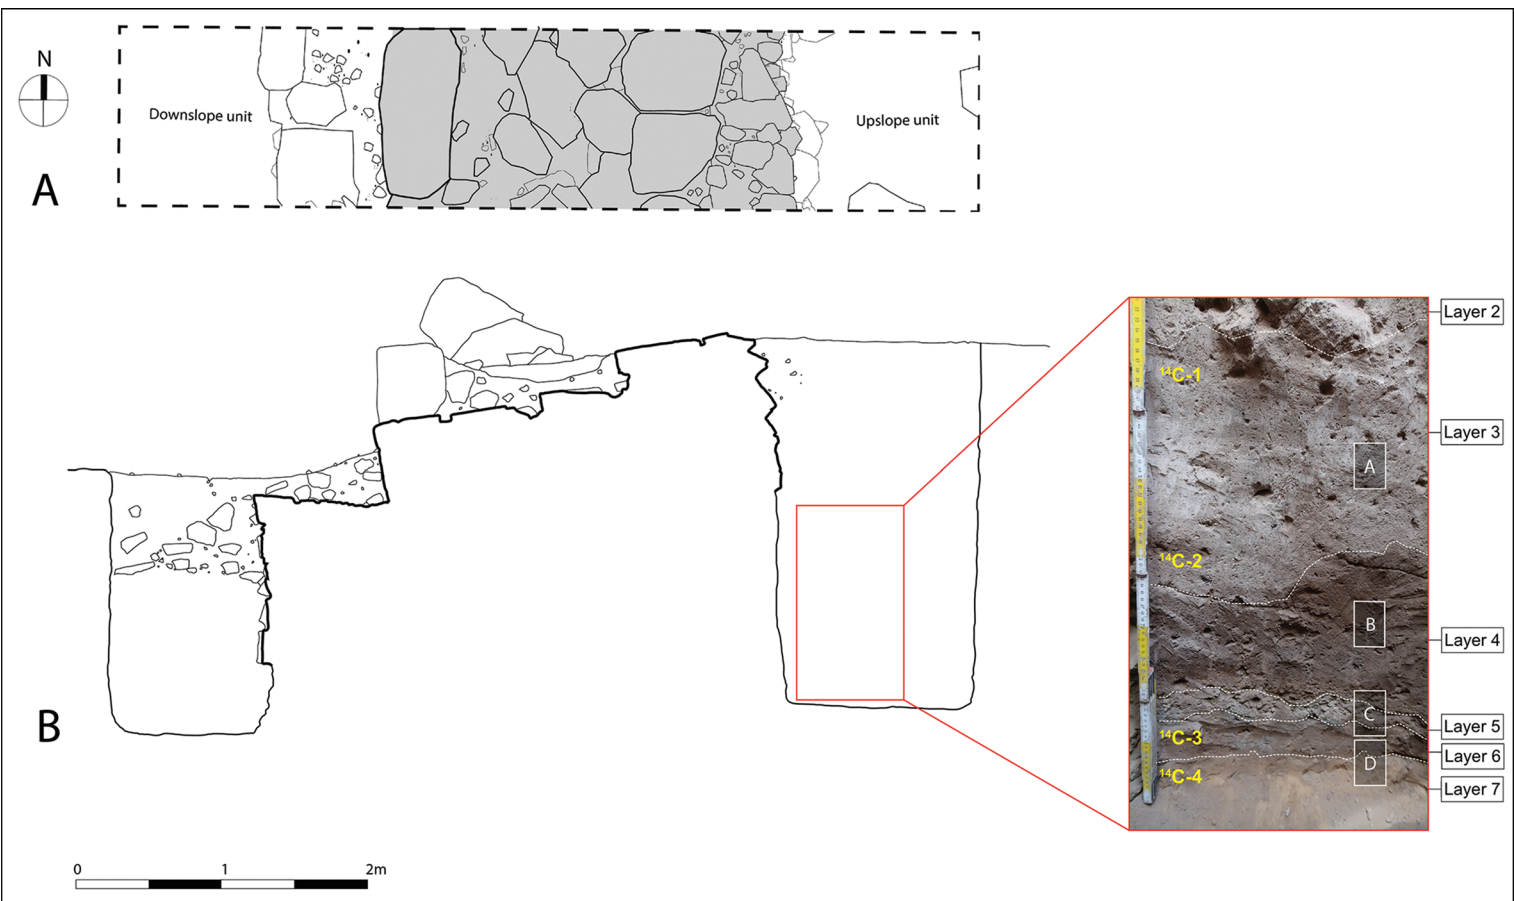 N
Downslope unit
Upslope unit
A
B
Layer 2
¹⁴C-1
Layer 3
A
¹⁴C-2
B
Layer 4
C
Layer 5
¹⁴C-3
Layer 6
D
¹⁴C-4
Layer 7
0 1 2m